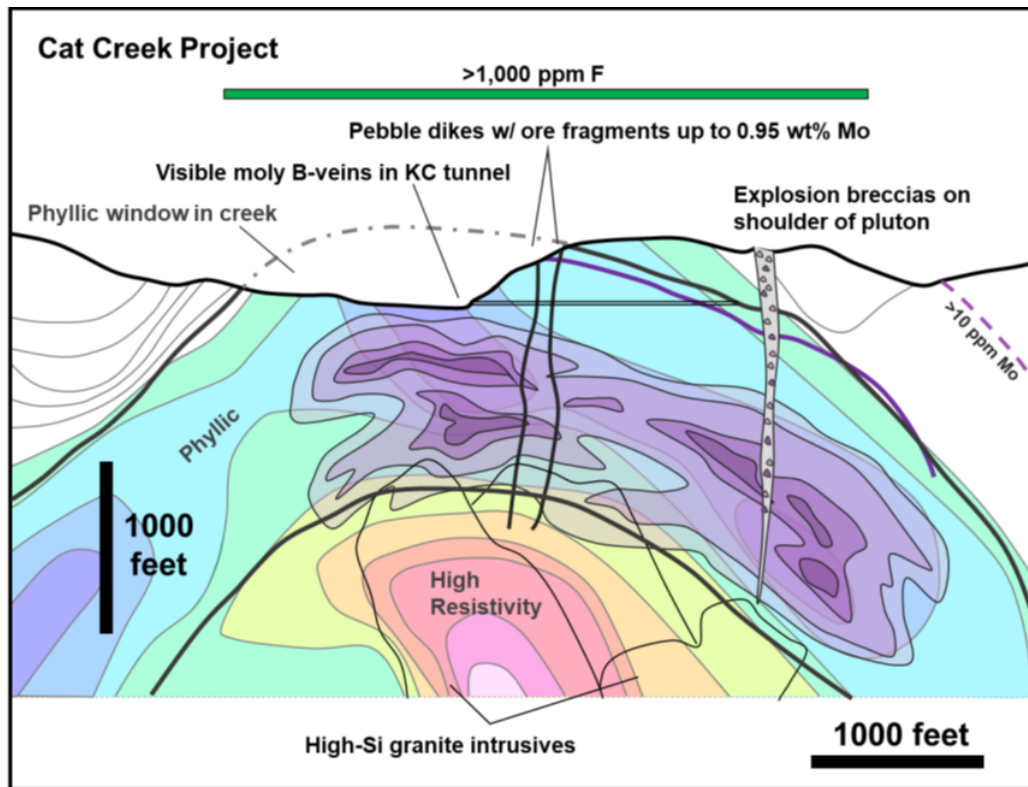 Cat Creek Project
>1,000 ppm F
Pebble dikes w/ ore fragments up to 0.95 wt% Mo
Visible moly B-veins in KC tunnel
Phyllic window in creek
Explosion breccias on
shoulder of pluton
>10 ppm Mo
Phyllic
1000
feet
High
Resistivity
High-Si granite intrusives
1000 feet